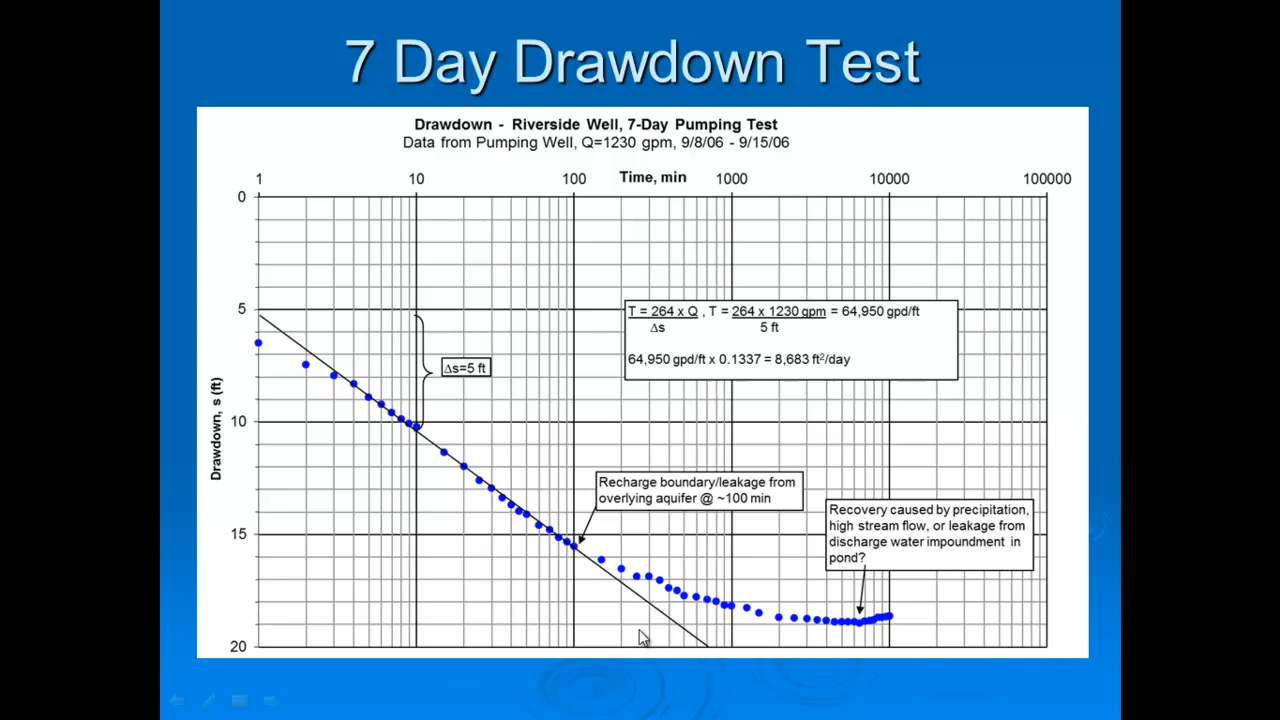 7 Day Drawdown Test
Drawdown - Riverside Well, 7-Day Pumping Test
Data from Pumping Well, Q=1230 gpm, 9/8/06 - 9/15/06
Time, min
1 10 100 1000 10000 100000
0
5
10
15
20
Drawdown, s (ft)
T = 264 x Q , T = 264 x 1230 gpm = 64,950 gpd/ft
Δs 5 ft
64,950 gpd/ft x 0.1337 = 8,683 ft²/day
Δs=5 ft
Recharge boundary/leakage from
overlying aquifer @ ~100 min
Recovery caused by precipitation,
high stream flow, or leakage from
discharge water impoundment in
pond?